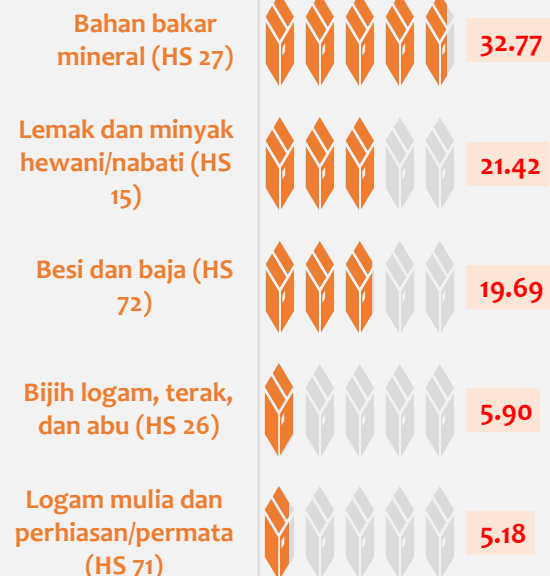 Bahan bakar
mineral (HS 27)
32.77
Lemak dan minyak
hewani/nabati (HS
15)
21.42
Besi dan baja (HS
72)
19.69
Bijih logam, terak,
dan abu (HS 26)
5.90
Logam mulia dan
perhiasan/permata
(HS 71)
5.18